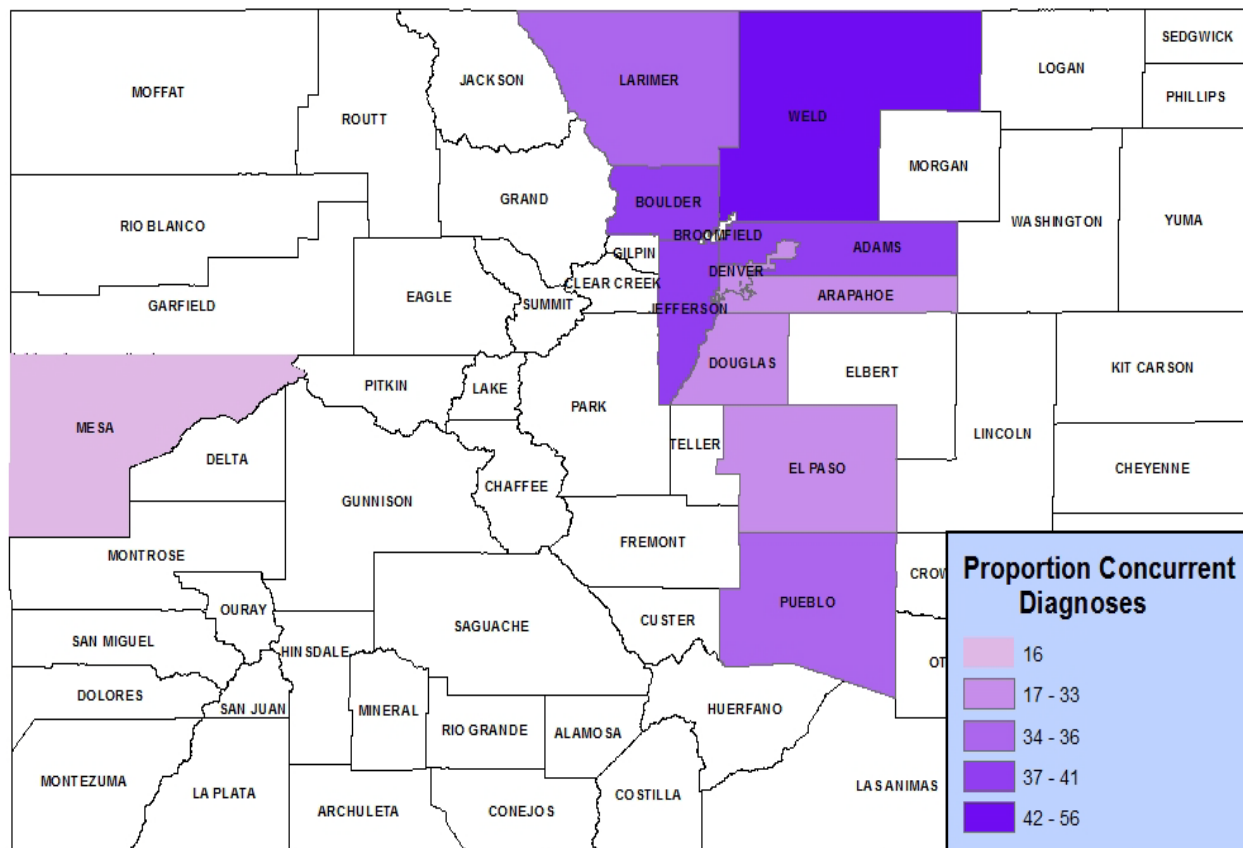 SEDGWICK
LOGAN
JACKSON
LARIMER
MOFFAT
PHILLIPS
ROUTT
WELD
MORGAN
GRAND
BOULDER
WASHINGTON
YUMA
RIO BLANCO
BROOMFIELD
ADAMS
GILPIN
DENVER
CLEAR CREEK
EAGLE
ARAPAHOE
GARFIELD
SUMMIT
JEFFERSON
DOUGLAS
KIT CARSON
ELBERT
PITKIN
LAKE
PARK
MESA
LINCOLN
TELLER
DELTA
EL PASO
CHEYENNE
CHAFFEE
GUNNISON
FREMONT
MONTROSE
Proportion Concurrent
Diagnoses
CROW
PUEBLO
OURAY
CUSTER
SAGUACHE
SAN MIGUEL
HINSDALE
16
OT
DOLORES
17 - 33
SAN JUAN
MINERAL
HUERFANO
RIO GRANDE
ALAMOSA
34 - 36
MONTEZUMA
37 - 41
LA PLATA
LAS ANIMAS
COSTILLA
ARCHULETA
CONEJOS
42 - 56